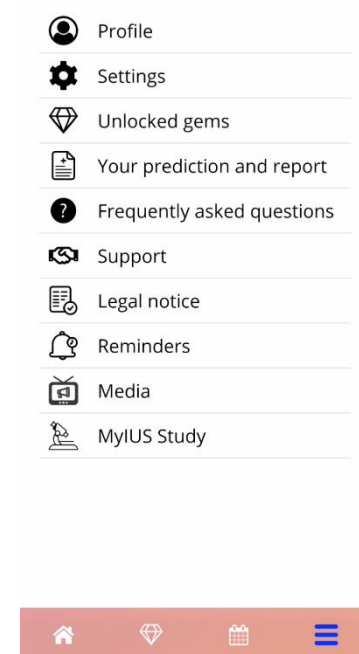 Profile
Settings
Unlocked gems
Your prediction and report
Frequently asked questions
Support
Legal notice
Reminders
Media
MyIUS Study